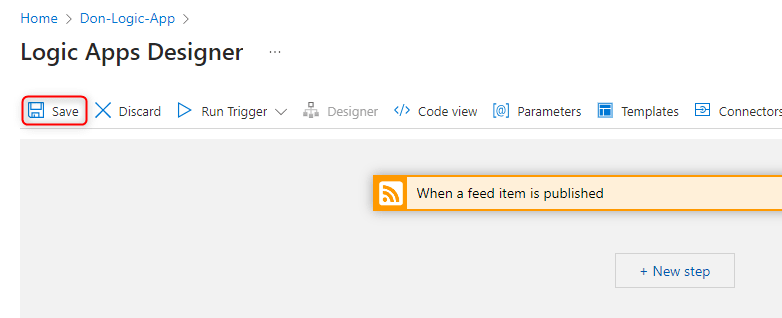 Home > Don-Logic-App >
Logic Apps Designer ...
Save Discard Run Trigger Designer </> Code view [@] Parameters Templates Connectors
When a feed item is published
+ New step